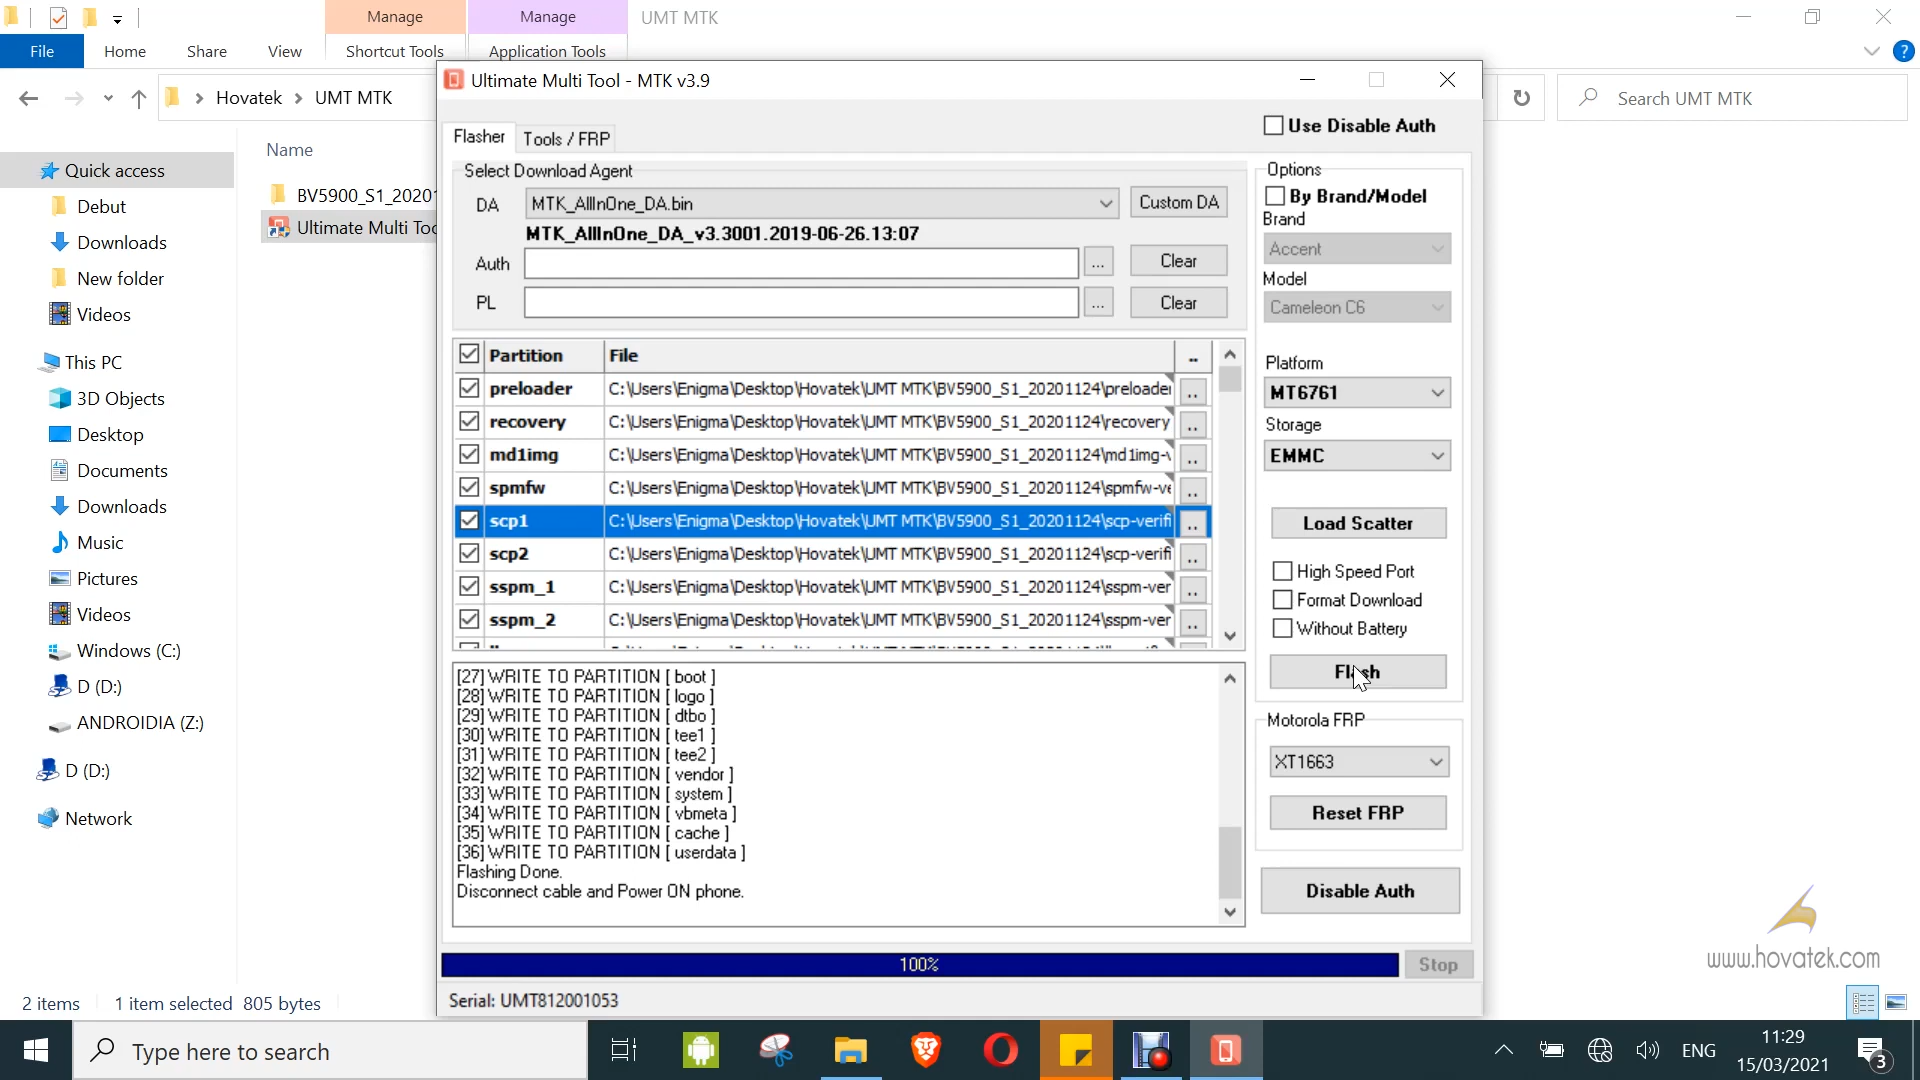 Manage
Manage
UMT MTK
File
Home
Share
View
Shortcut Tools
Application Tools
Hovatek
UMT MTK
Search UMT MTK
Name
Quick access
Debut
Downloads
New folder
Videos
This PC
3D Objects
Desktop
Documents
Downloads
Music
Pictures
Videos
Windows (C:)
D (D:)
ANDROIDIA (Z:)
D (D:)
Network
BV5900_S1_2020
Ultimate Multi Too
2 items
1 item selected 805 bytes
Ultimate Multi Tool - MTK v3.9
Flasher
Tools / FRP
Use Disable Auth
Select Download Agent
DA
MTK_AllInOne_DA.bin
Custom DA
MTK_AllInOne_DA_v3.3001.2019-06-26.13:07
Auth
...
Clear
PL
...
Clear
Partition
File
..
preloader
C:\Users\Enigma\Desktop\Hovatek\UMT MTK\BV5900_S1_20201124\preloader
..
recovery
C:\Users\Enigma\Desktop\Hovatek\UMT MTK\BV5900_S1_20201124\recovery
..
md1img
C:\Users\Enigma\Desktop\Hovatek\UMT MTK\BV5900_S1_20201124\md1img-v
..
spmfw
C:\Users\Enigma\Desktop\Hovatek\UMT MTK\BV5900_S1_20201124\spmfw-ve
..
scp1
C:\Users\Enigma\Desktop\Hovatek\UMT MTK\BV5900_S1_20201124\scp-verifi
..
scp2
C:\Users\Enigma\Desktop\Hovatek\UMT MTK\BV5900_S1_20201124\scp-verifi
..
sspm_1
C:\Users\Enigma\Desktop\Hovatek\UMT MTK\BV5900_S1_20201124\sspm-ver
..
sspm_2
C:\Users\Enigma\Desktop\Hovatek\UMT MTK\BV5900_S1_20201124\sspm-ver
..
[27] WRITE TO PARTITION [ boot ]
[28] WRITE TO PARTITION [ logo ]
[29] WRITE TO PARTITION [ dtbo ]
[30] WRITE TO PARTITION [ tee1 ]
[31] WRITE TO PARTITION [ tee2 ]
[32] WRITE TO PARTITION [ vendor ]
[33] WRITE TO PARTITION [ system ]
[34] WRITE TO PARTITION [ vbmeta ]
[35] WRITE TO PARTITION [ cache ]
[36] WRITE TO PARTITION [ userdata ]
Flashing Done.
Disconnect cable and Power ON phone.
Options
By Brand/Model
Brand
Accent
Model
Cameleon C6
Platform
MT6761
Storage
EMMC
Load Scatter
High Speed Port
Format Download
Without Battery
Flash
Motorola FRP
XT1663
Reset FRP
Disable Auth
100%
Stop
Serial: UMT812001053
www.hovatek.com
Type here to search
ENG
11:29
15/03/2021
3